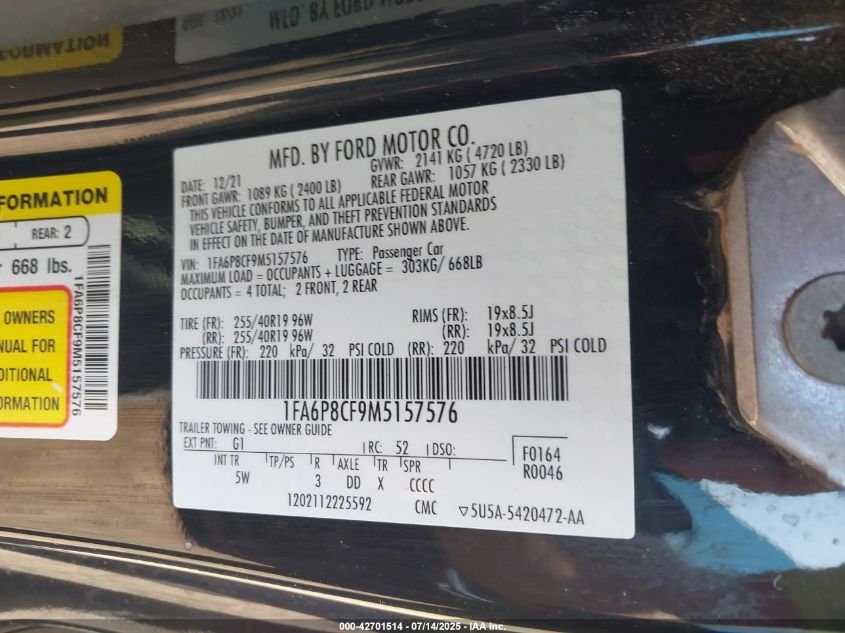 MFD. BY FORD MOTOR CO.
DATE: 12/21
GVWR: 2141 KG ( 4720 LB)
FRONT GAWR: 1089 KG ( 2400 LB)
REAR GAWR: 1057 KG ( 2330 LB)
THIS VEHICLE CONFORMS TO ALL APPLICABLE FEDERAL MOTOR
VEHICLE SAFETY, BUMPER, AND THEFT PREVENTION STANDARDS
IN EFFECT ON THE DATE OF MANUFACTURE SHOWN ABOVE.
VIN: 1FA6P8CF9M5157576 TYPE: Passenger Car
MAXIMUM LOAD = OCCUPANTS + LUGGAGE = 303KG/ 668LB
OCCUPANTS = 4 TOTAL; 2 FRONT, 2 REAR
TIRE (FR): 255/40R19 96W RIMS (FR): 19x8.5J
(RR): 255/40R19 96W (RR): 19x8.5J
PRESSURE (FR): 220 kPa/ 32 PSI COLD (RR): 220 kPa/ 32 PSI COLD
1FA6P8CF9M5157576
TRAILER TOWING - SEE OWNER GUIDE
EXT PNT: G1 RC: 52 DSO: F0164
INT TR TP/PS R AXLE TR SPR R0046
5W 3 DD X CCCC
1202112225592 CMC ▽5U5A-5420472-AA
FORMATION
REAR: 2
668 lbs.
OWNERS
NUAL FOR
DITIONAL
FORMATION
1FA6P8CF9M5157576
000-42701514 - 07/14/2025 - IAA Inc.